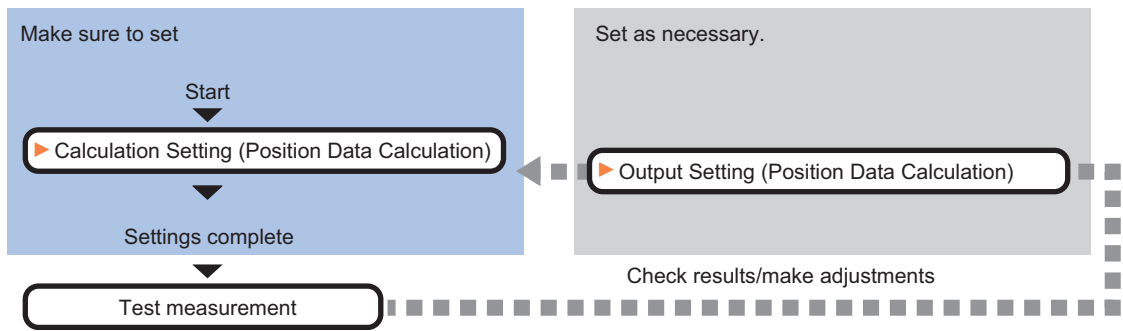 Make sure to set
Start
Calculation Setting (Position Data Calculation)
Settings complete
Test measurement
Set as necessary.
Output Setting (Position Data Calculation)
Check results/make adjustments